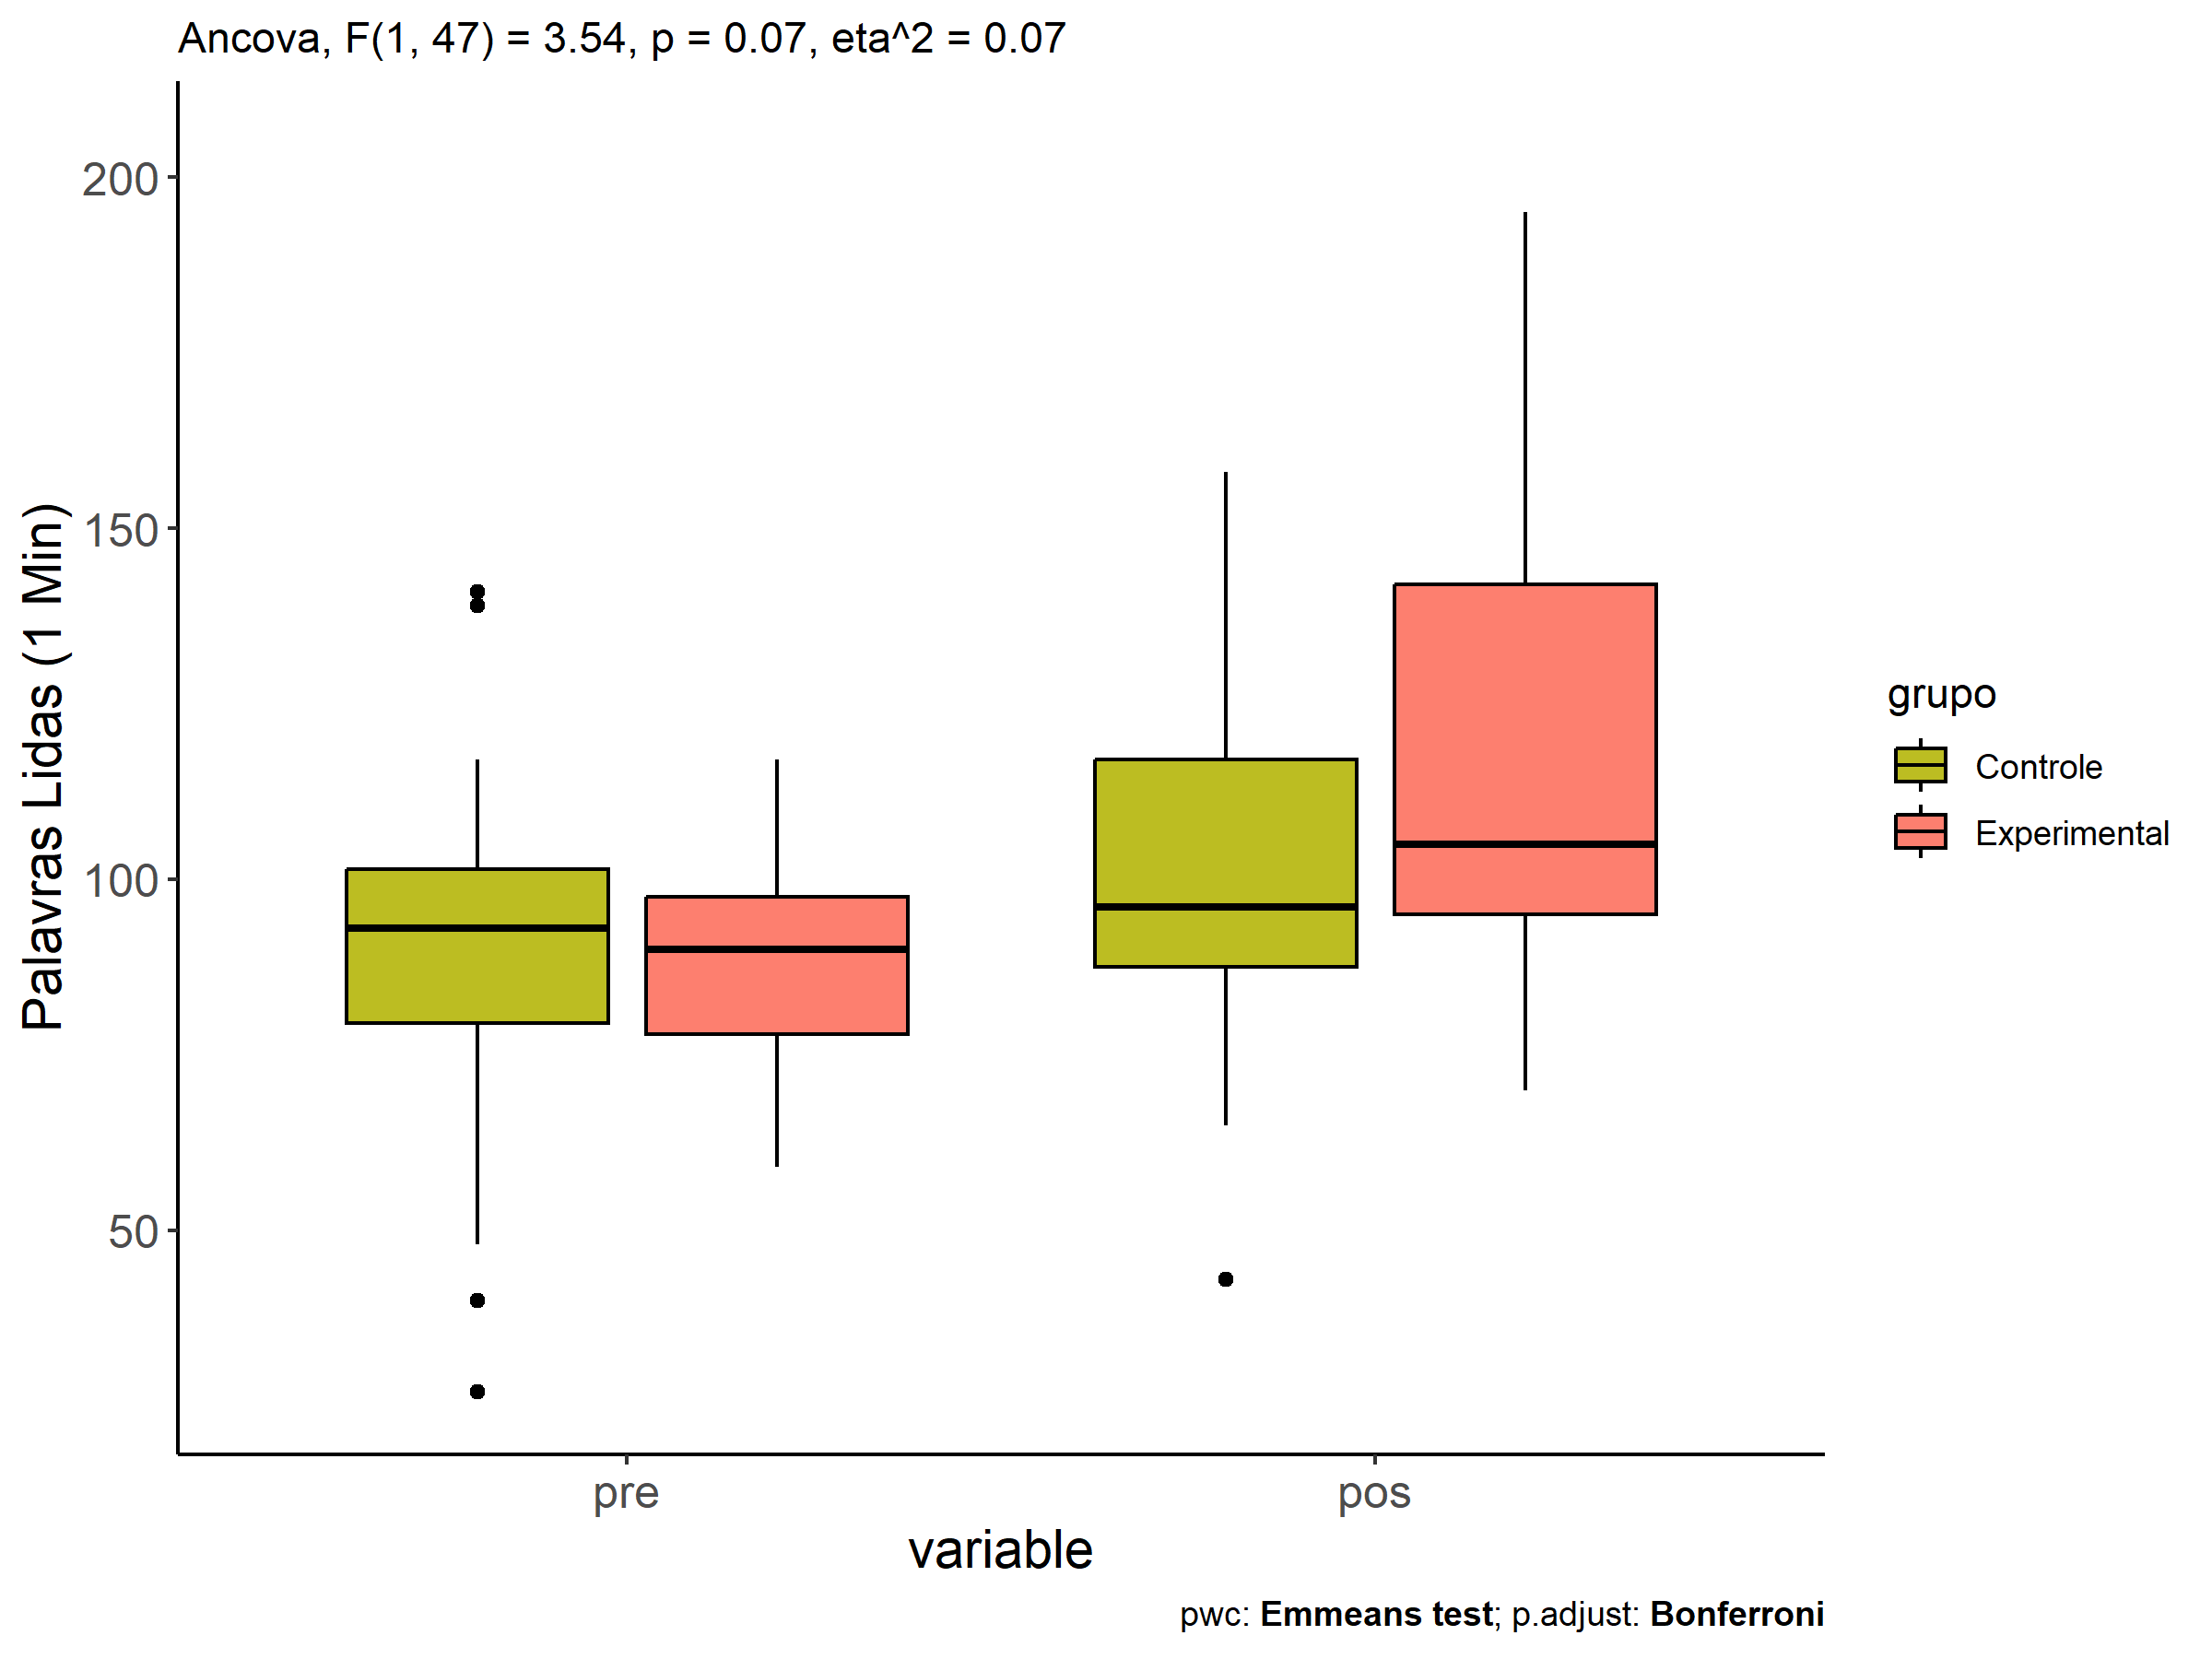 Ancova, F(1, 47) = 3.54, p = 0.07, eta^2 = 0.07
Palavras Lidas (1 Min)
200
150
100
50
pre
pos
variable
grupo
Controle
Experimental
pwc: Emmeans test; p.adjust: Bonferroni